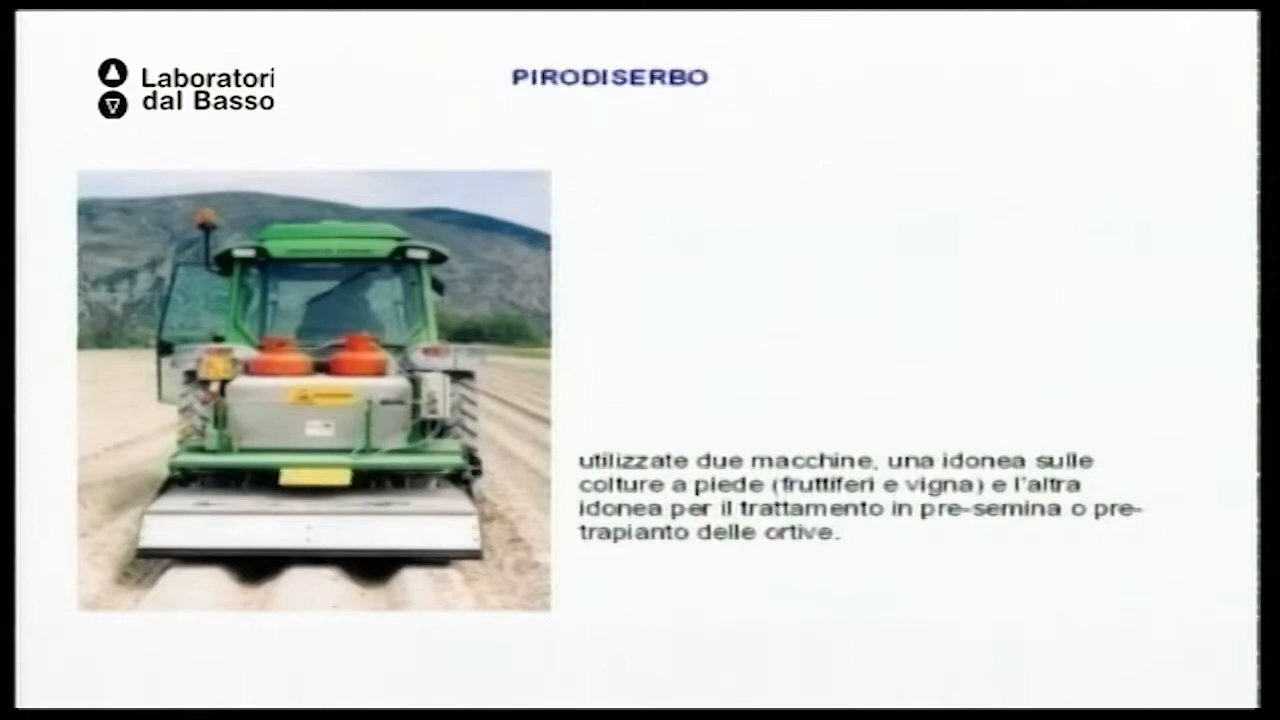 Laboratori
dal Basso
PIRODISERBO
utilizzate due macchine, una idonea sulle
colture a piede (fruttiferi e vigna) e l'altra
idonea per il trattamento in pre-semina o pre-
trapianto delle ortive.